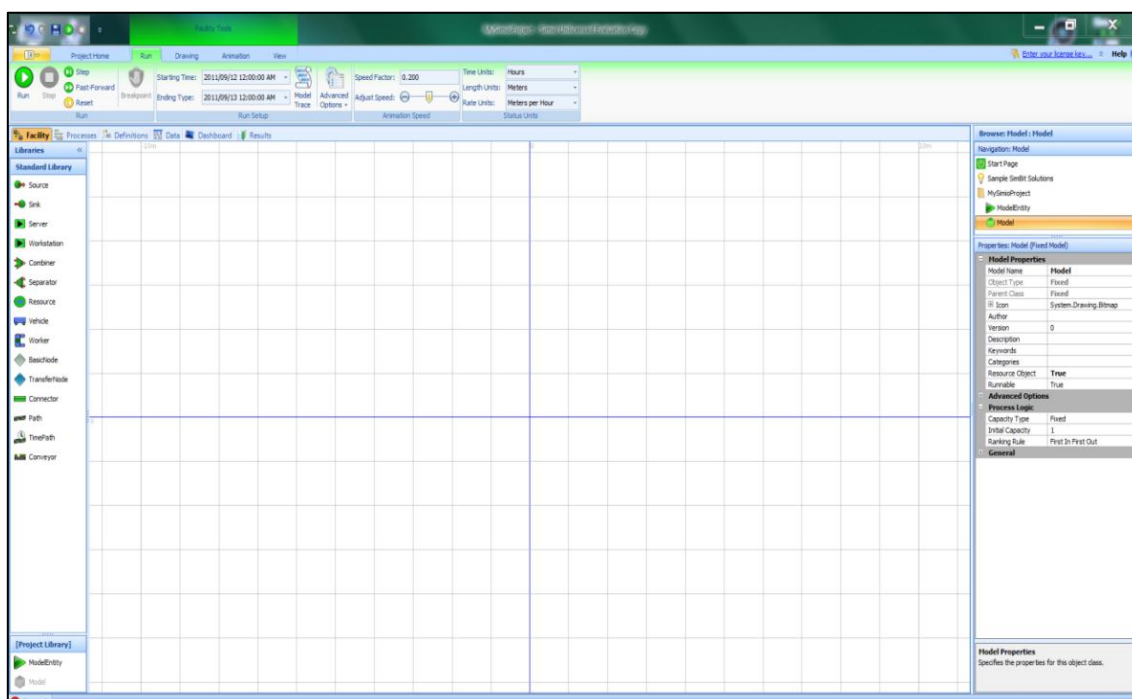 Facility Tools
MySimioProject - Simio Universal Evaluation Copy
Project Home Run Drawing Animation View
Enter your license key... Help
Run
Stop
Step
Fast-Forward
Reset
Breakpoint
Starting Time: 2011/09/12 12:00:00 AM
Ending Type: 2011/09/13 12:00:00 AM
Model Trace
Advanced Options
Speed Factor: 0.200
Adjust Speed:
Time Units: Hours
Length Units: Meters
Rate Units: Meters per Hour
Run Run Setup Animation Speed Status Units
Facility Processes Definitions Data Dashboard Results
Libraries
Standard Library
Source
Sink
Server
Workstation
Combiner
Separator
Resource
Vehicle
Worker
BasicNode
TransferNode
Connector
Path
TimePath
Conveyor
[Project Library]
ModelEntity
Model
0
Browse: Model : Model
Navigation: Model
Start Page
Sample SimBit Solutions
MySimioProject
ModelEntity
Model
Properties: Model (Fixed Model)
Model Properties
Model Name Model
Object Type Fixed
Parent Class Fixed
Icon System.Drawing.Bitmap
Author
Version 0
Description
Keywords
Categories
Resource Object True
Runnable True
Advanced Options
Process Logic
Capacity Type Fixed
Initial Capacity 1
Ranking Rule First In First Out
General
Model Properties
Specifies the properties for this object class.